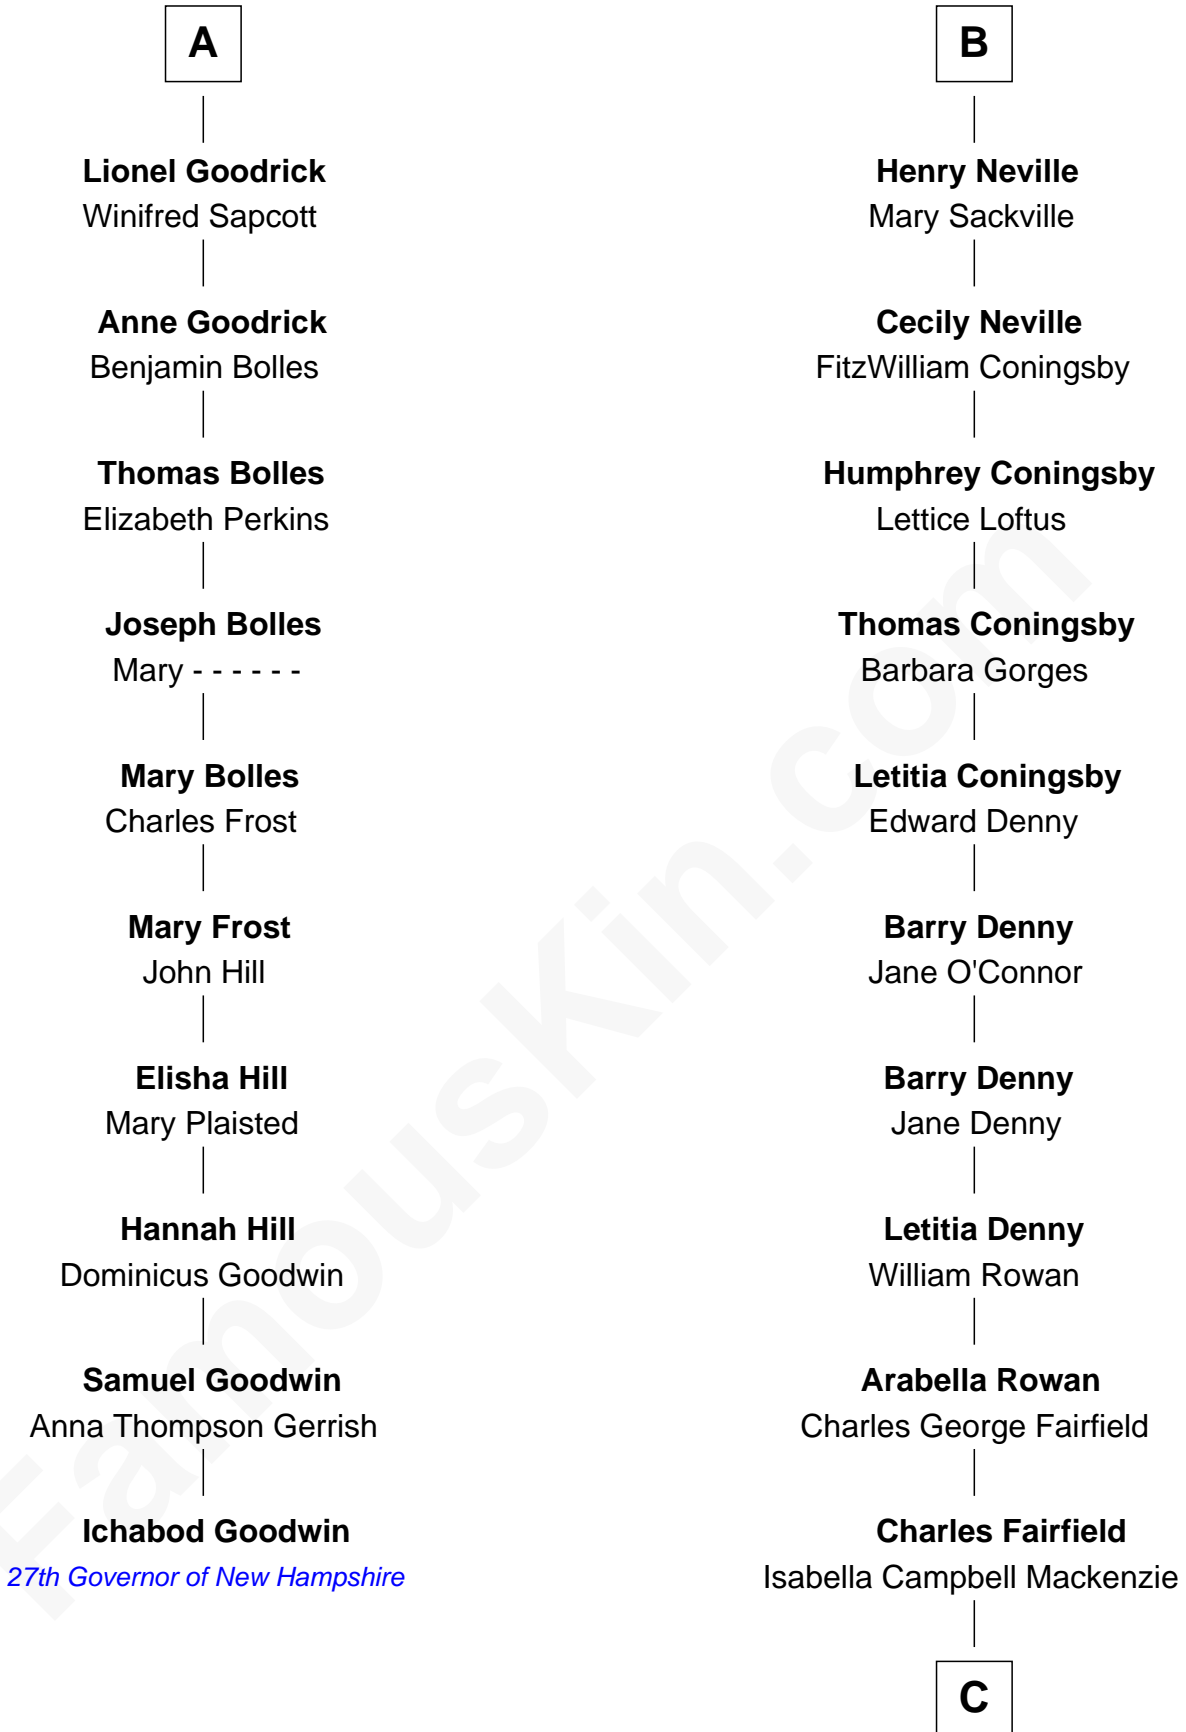 A
Lionel Goodrick
Winifred Sapcott
Anne Goodrick
Benjamin Bolles
Thomas Bolles
Elizabeth Perkins
Joseph Bolles
Mary - - - - - -
Mary Bolles
Charles Frost
Mary Frost
John Hill
Elisha Hill
Mary Plaisted
Hannah Hill
Dominicus Goodwin
Samuel Goodwin
Anna Thompson Gerrish
Ichabod Goodwin
27th Governor of New Hampshire
B
Henry Neville
Mary Sackville
Cecily Neville
FitzWilliam Coningsby
Humphrey Coningsby
Lettice Loftus
Thomas Coningsby
Barbara Gorges
Letitia Coningsby
Edward Denny
Barry Denny
Jane O'Connor
Barry Denny
Jane Denny
Letitia Denny
William Rowan
Arabella Rowan
Charles George Fairfield
Charles Fairfield
Isabella Campbell Mackenzie
C
FamousKin.com